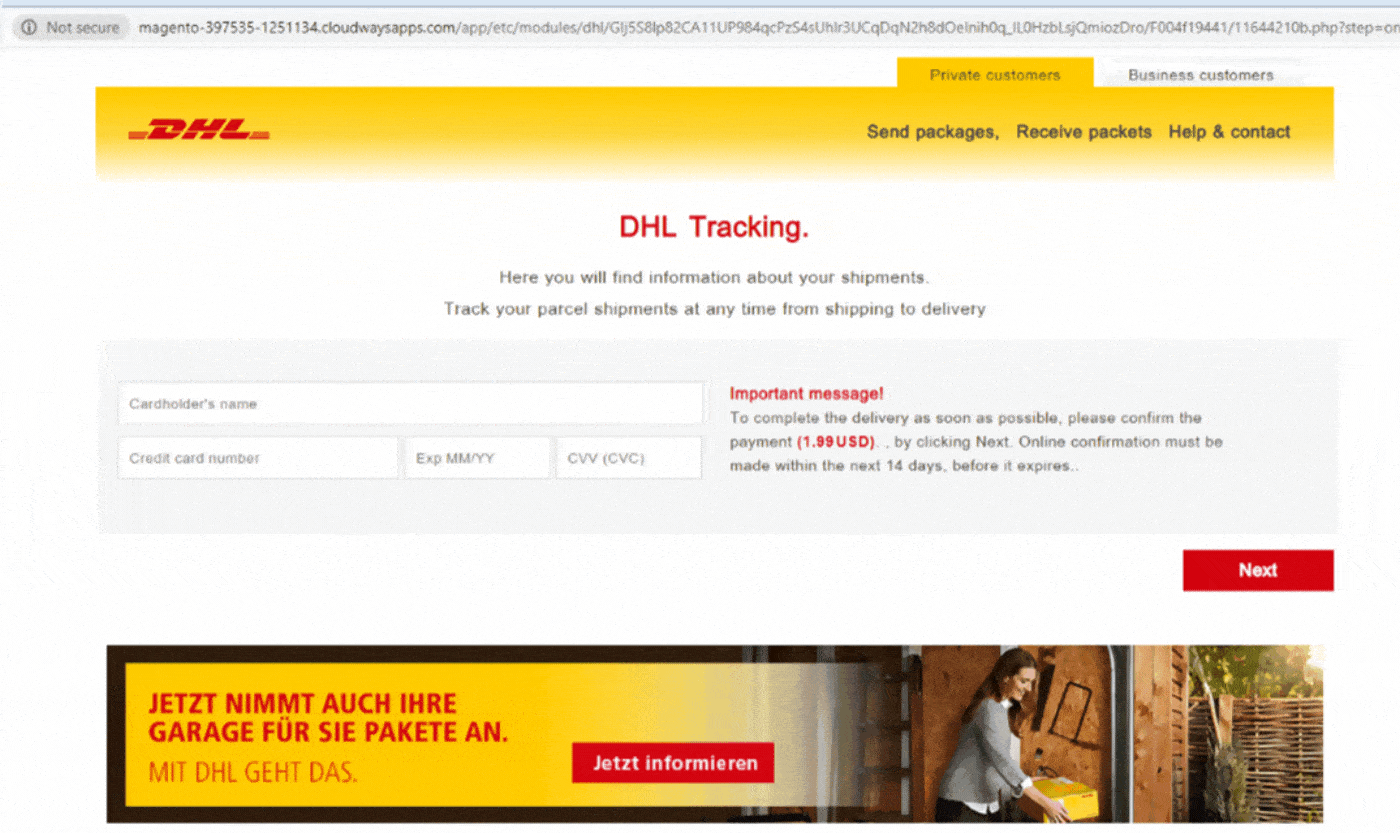 Not secure magento-397535-1251134.cloudwaysapps.com/app/etc/modules/dhl/Glj5S8lp82CA11UP984qcPzS4sUhlr3UCqDqN2h8dOeInih0q_IL0HzbLsjQmiozDro/F004f19441/11644210b.php?step=on
Private customers Business customers
DHL
Send packages, Receive packets Help & contact
DHL Tracking.
Here you will find information about your shipments.
Track your parcel shipments at any time from shipping to delivery
Cardholder's name
Credit card number Exp MM/YY CVV (CVC)
Important message!
To complete the delivery as soon as possible, please confirm the
payment (1.99USD). , by clicking Next. Online confirmation must be
made within the next 14 days, before it expires..
Next
JETZT NIMMT AUCH IHRE
GARAGE FÜR SIE PAKETE AN.
MIT DHL GEHT DAS.
Jetzt informieren